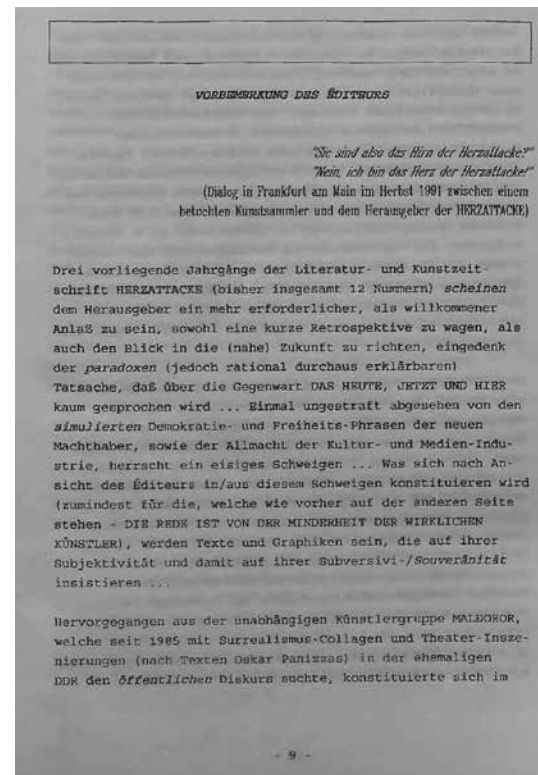 VORBEMERKUNG DES ÉDITEURS
"Sie sind also das Hirn der Herzattacke?"
"Nein, ich bin das Herz der Herzattacke!"
(Dialog in Frankfurt am Main im Herbst 1991 zwischen einem
betuchten Kunstsammler und dem Herausgeber der HERZATTACKE)
Drei vorliegende Jahrgänge der Literatur- und Kunstzeit-
schrift HERZATTACKE (bisher insgesamt 12 Nummern) scheinen
dem Herausgeber ein mehr erforderlicher, als willkommener
Anlaß zu sein, sowohl eine kurze Retrospektive zu wagen, als
auch den Blick in die (nahe) Zukunft zu richten, eingedenk
der paradoxen (jedoch rational durchaus erklärbaren)
Tatsache, daß über die Gegenwart DAS HEUTE, JETZT UND HIER
kaum gesprochen wird ... Einmal ungestraft abgesehen von den
simulierten Demokratie- und Freiheits-Phrasen der neuen
Machthaber, sowie der Allmacht der Kultur- und Medien-Indu-
strie, herrscht ein eisiges Schweigen ... Was sich nach An-
sicht des Éditeurs in/aus diesem Schweigen konstituieren wird
(zumindest für die, welche wie vorher auf der anderen Seite
stehen - DIE REDE IST VON DER MINDERHEIT DER WIRKLICHEN
KÜNSTLER), werden Texte und Graphiken sein, die auf ihrer
Subjektivität und damit auf ihrer Subversivi-/Souveränität
insistieren ...
Hervorgegangen aus der unabhängigen Künstlergruppe MALDOROR,
welche seit 1985 mit Surrealismus-Collagen und Theater-Insze-
nierungen (nach Texten Oskar Panizzas) in der ehemaligen
DDR den öffentlichen Diskurs suchte, konstituierte sich im
- 9 -